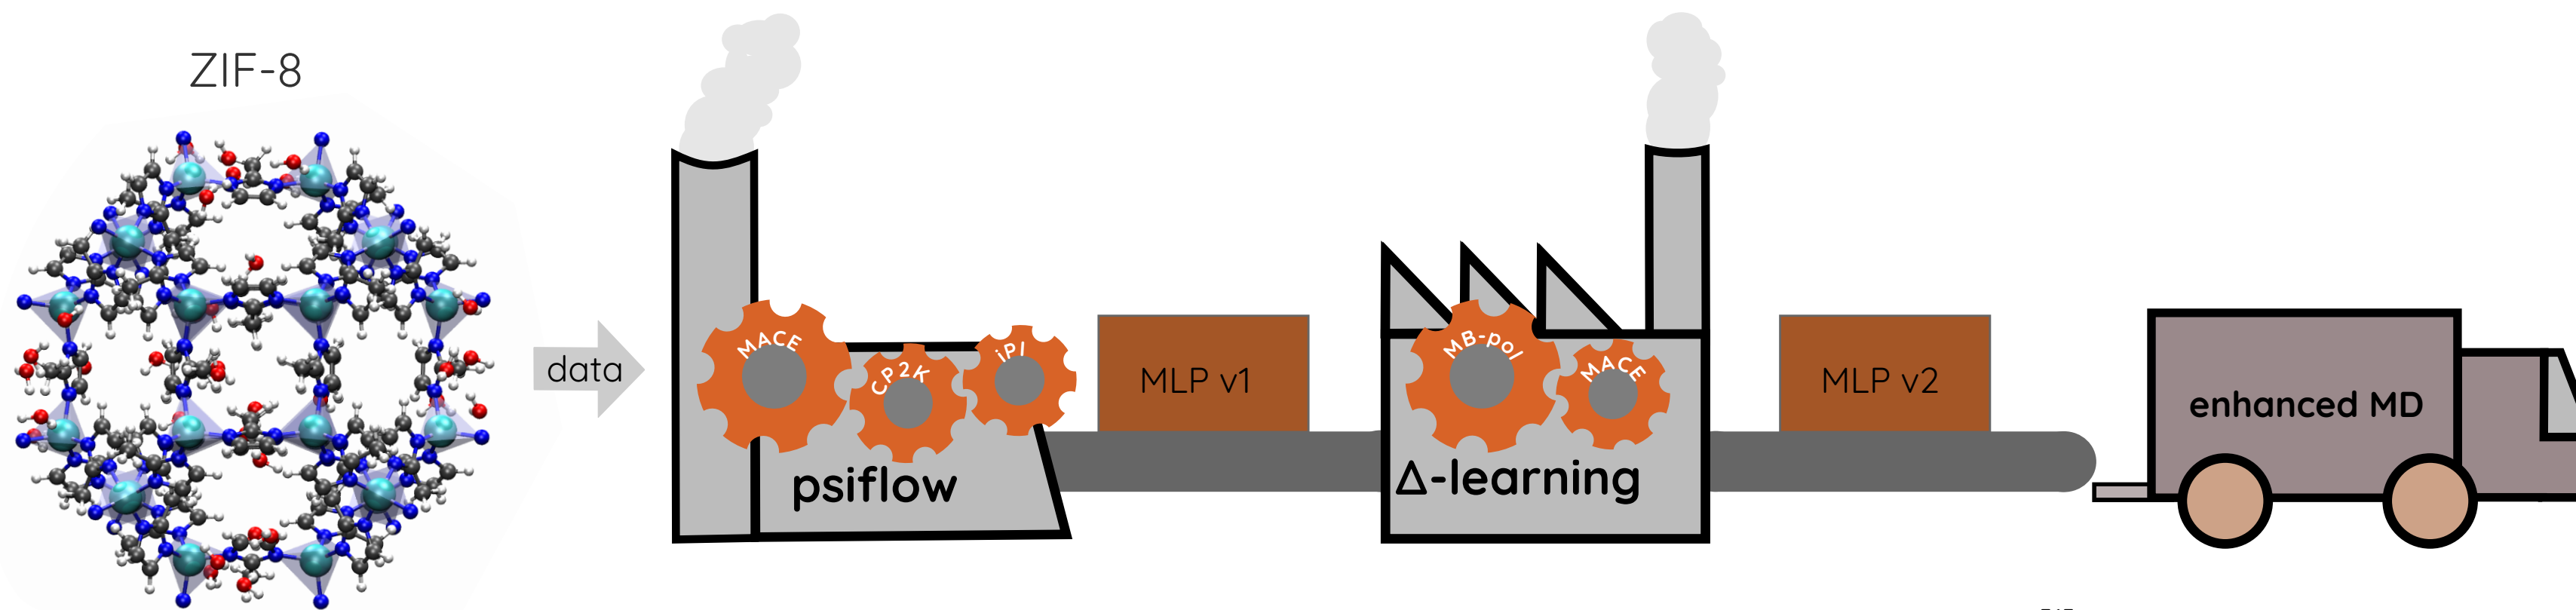 ZIF-8
data
MACE
CP2K
iPI
psiflow
MLP v1
MB-pol
MACE
Δ-learning
MLP v2
enhanced MD